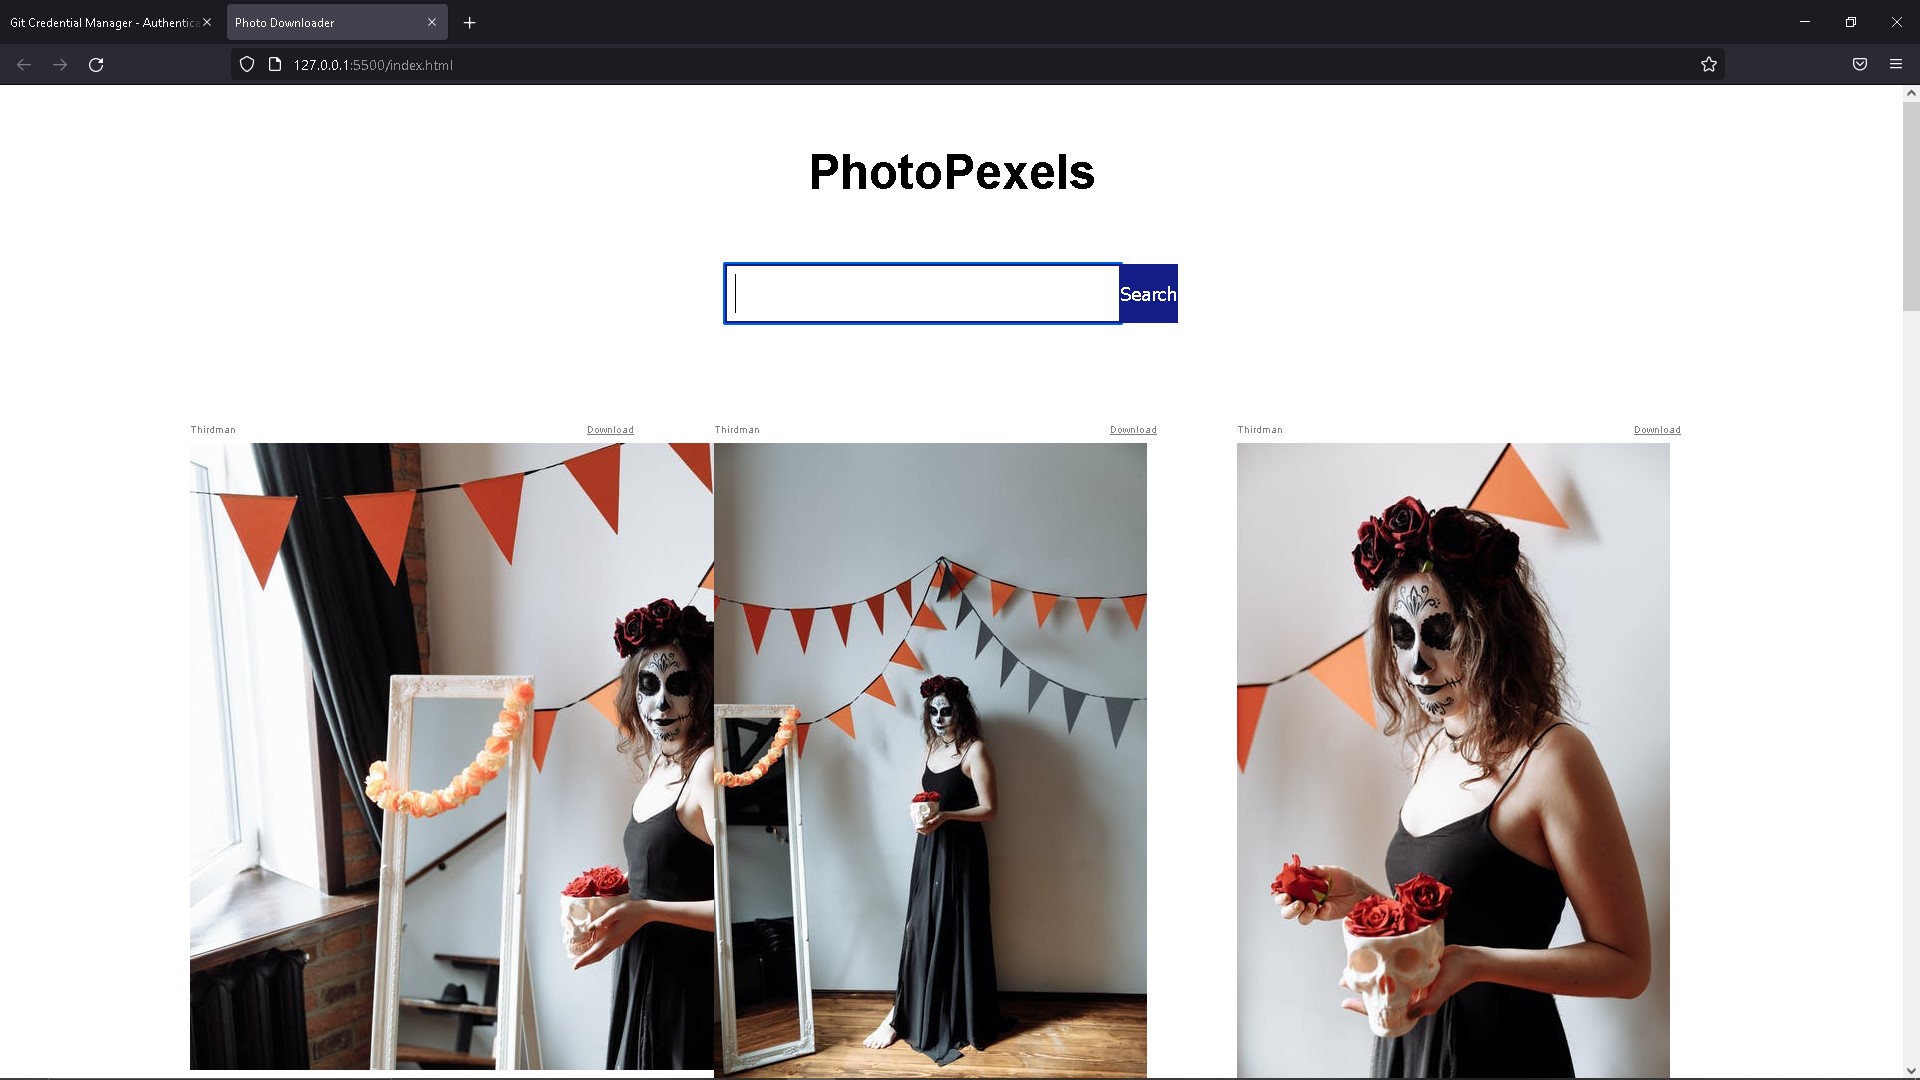 Git Credential Manager - Authentica
Photo Downloader
127.0.0.1:5500/index.html
PhotoPexels
Search
Thirdman
Download
Thirdman
Download
Thirdman
Download